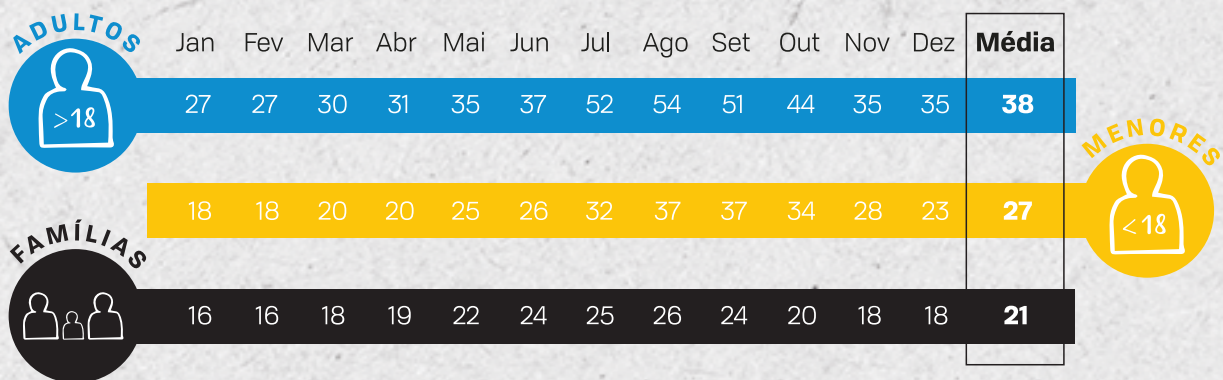 ADULTOS
>18
Jan Fev Mar Abr Mai Jun Jul Ago Set Out Nov Dez Média
27 27 30 31 35 37 52 54 51 44 35 35 38
MENORES
<18
18 18 20 20 25 26 32 37 37 34 28 23 27
FAMÍLIAS
16 16 18 19 22 24 25 26 24 20 18 18 21